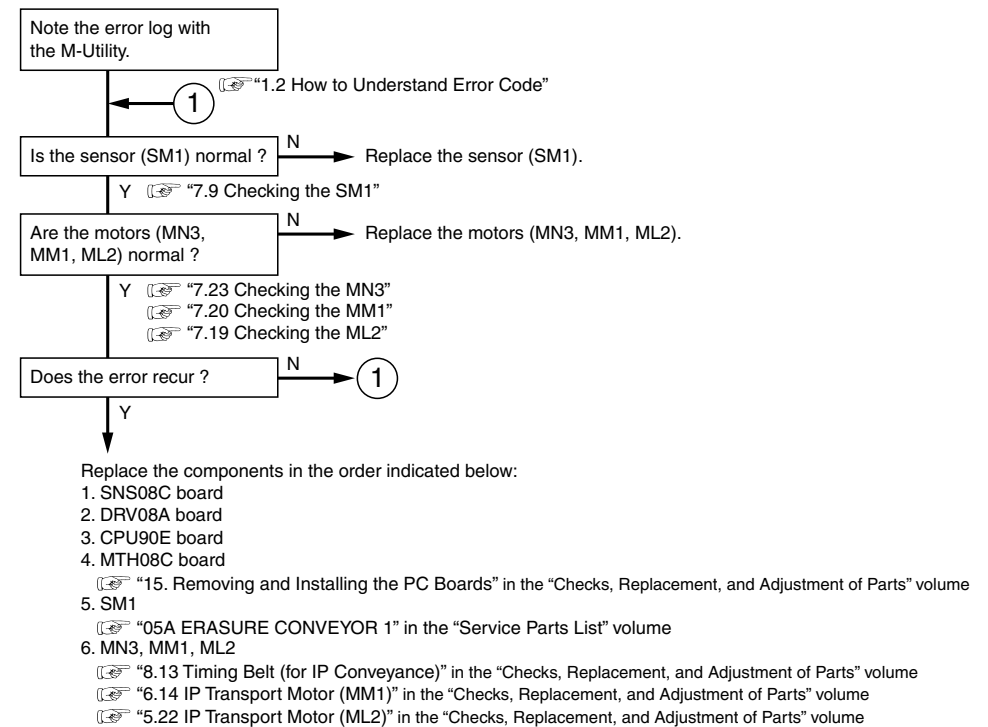 Note the error log with
the M-Utility.
“1.2 How to Understand Error Code”
1
Is the sensor (SM1) normal ?
N
Replace the sensor (SM1).
Y
“7.9 Checking the SM1”
Are the motors (MN3,
MM1, ML2) normal ?
N
Replace the motors (MN3, MM1, ML2).
Y
“7.23 Checking the MN3”
“7.20 Checking the MM1”
“7.19 Checking the ML2”
Does the error recur ?
N
1
Y
Replace the components in the order indicated below:
1. SNS08C board
2. DRV08A board
3. CPU90E board
4. MTH08C board
“15. Removing and Installing the PC Boards” in the “Checks, Replacement, and Adjustment of Parts” volume
5. SM1
“05A ERASURE CONVEYOR 1” in the “Service Parts List” volume
6. MN3, MM1, ML2
“8.13 Timing Belt (for IP Conveyance)” in the “Checks, Replacement, and Adjustment of Parts” volume
“6.14 IP Transport Motor (MM1)” in the “Checks, Replacement, and Adjustment of Parts” volume
“5.22 IP Transport Motor (ML2)” in the “Checks, Replacement, and Adjustment of Parts” volume